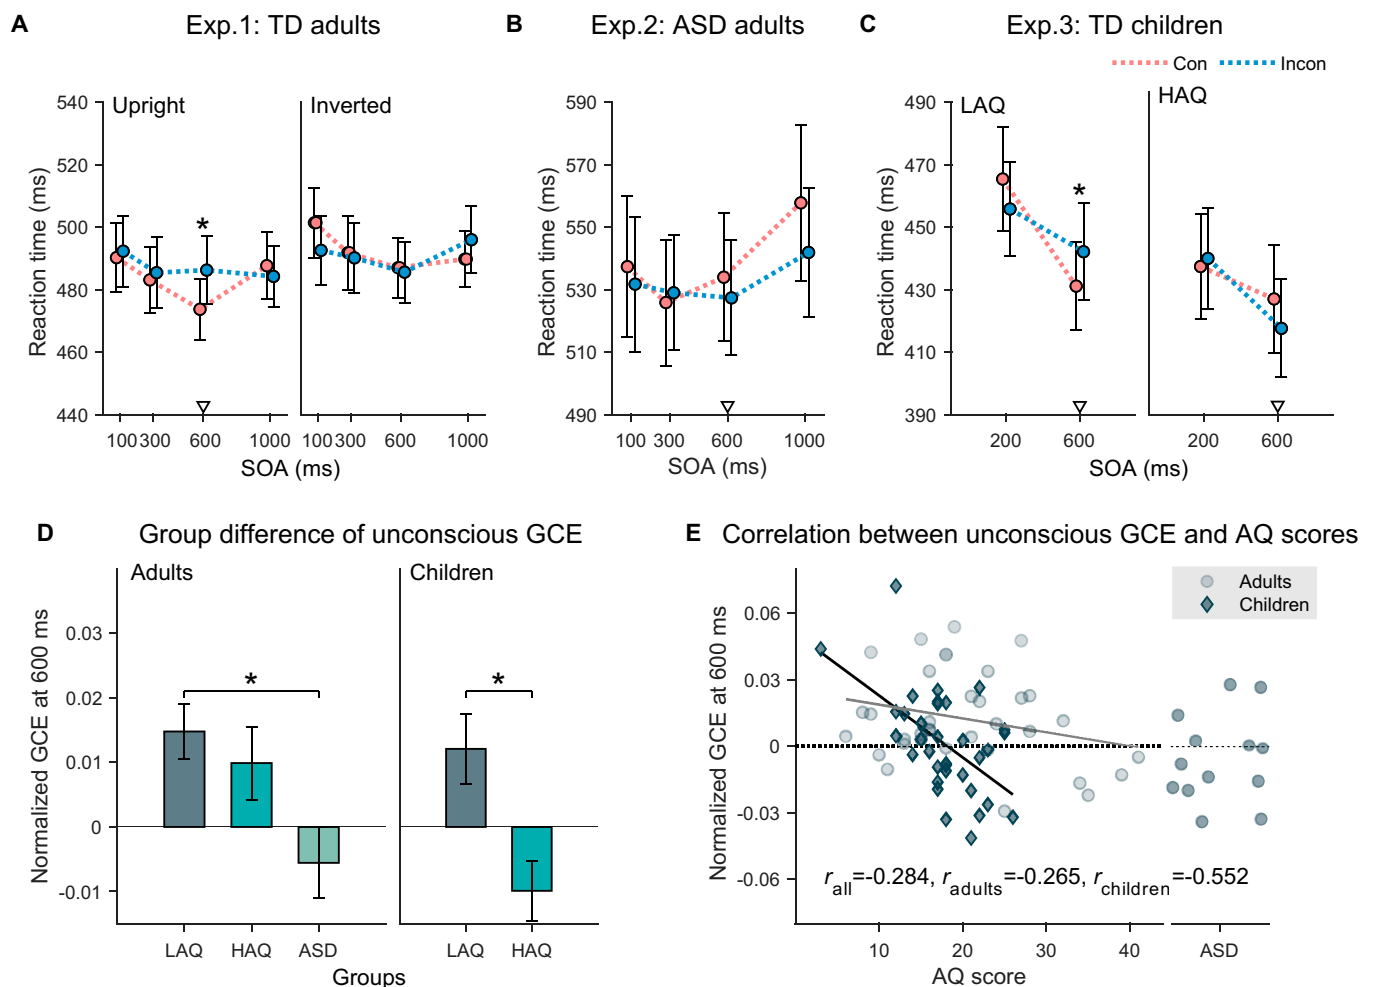 A Exp.1: TD adults
B Exp.2: ASD adults
C Exp.3: TD children
Con Incon
Upright
Inverted
LAQ
HAQ
Reaction time (ms)
540
520
500
480
460
440
*
100 300 600 1000
100 300 600 1000
SOA (ms)
Reaction time (ms)
590
570
550
530
510
490
100 300 600 1000
SOA (ms)
Reaction time (ms)
490
470
450
430
410
390
*
200 600
200 600
SOA (ms)
D Group difference of unconscious GCE
Adults
Children
Normalized GCE at 600 ms
0.03
0.02
0.01
0
-0.01
*
*
LAQ HAQ ASD
LAQ HAQ
Groups
E Correlation between unconscious GCE and AQ scores
Adults
Children
Normalized GCE at 600 ms
0.06
0.03
0
-0.03
-0.06
r all=-0.284, r adults=-0.265, r children=-0.552
10 20 30 40 ASD
AQ score